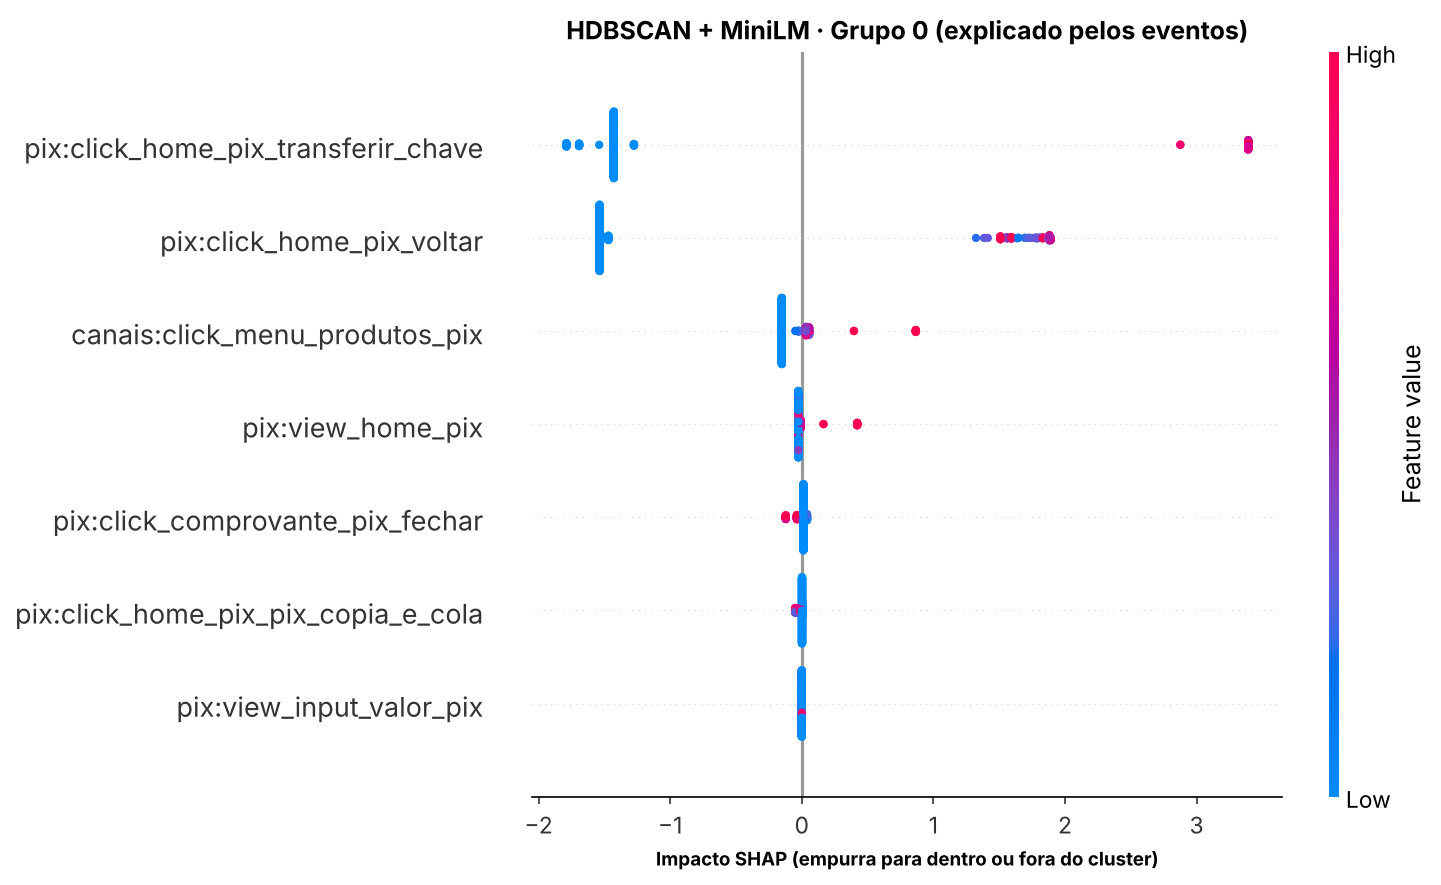 HDBSCAN + MiniLM · Grupo 0 (explicado pelos eventos)
High
pix:click_home_pix_transferir_chave
pix:click_home_pix_voltar
canais:click_menu_produtos_pix
pix:view_home_pix
pix:click_comprovante_pix_fechar
pix:click_home_pix_pix_copia_e_cola
pix:view_input_valor_pix
Feature value
Low
−2 −1 0 1 2 3
Impacto SHAP (empurra para dentro ou fora do cluster)